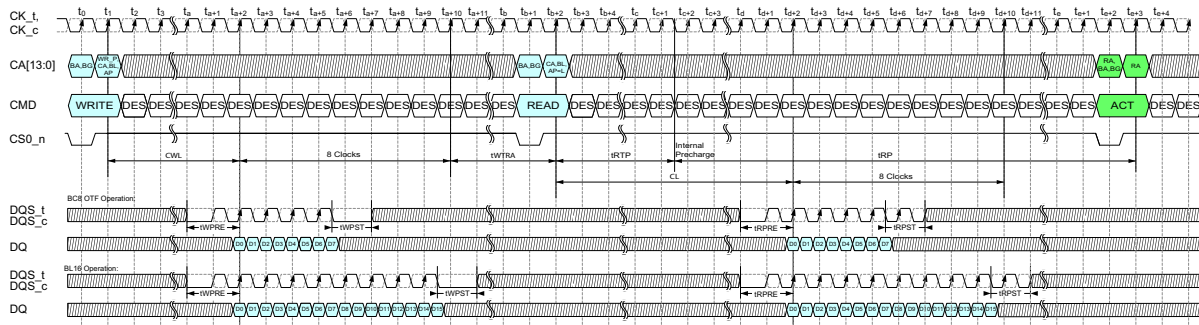 t0 t1 t2 t3 ta ta+1 ta+2 ta+3 ta+4 ta+5 ta+6 ta+7 ta+8 ta+9 ta+10 ta+11 tb tb+1 tb+2 tb+3 tb+4 tc tc+1 tc+2 tc+3 td td+1 td+2 td+3 td+4 td+5 td+6 td+7 td+8 td+9 td+10 td+11 te te+1 te+2 te+3 te+4
CK_t,
CK_c
CA[13:0] BA,BG WR_P CA,BL, AP BA,BG CA,BL, AP=L RA, BA,BG RA
CMD WRITE DES DES DES DES DES DES DES DES DES DES DES DES DES DES DES READ DES DES DES DES DES DES DES DES DES DES DES DES DES DES DES DES DES DES DES DES ACT DES DES
CS0_n
CWL 8 Clocks tWTRA tRTP Internal Precharge tRP
CL 8 Clocks
BC8 OTF Operation:
DQS_t
DQS_c
tWPRE tWPST tRPRE tRPST
DQ D0 D1 D2 D3 D4 D5 D6 D7 D0 D1 D2 D3 D4 D5 D6 D7
BL16 Operation:
DQS_t
DQS_c
tWPRE tWPST tRPRE tRPST
DQ D0 D1 D2 D3 D4 D5 D6 D7 D8 D9 D10 D11 D12 D13 D14 D15 D0 D1 D2 D3 D4 D5 D6 D7 D8 D9 D10 D11 D12 D13 D14 D15